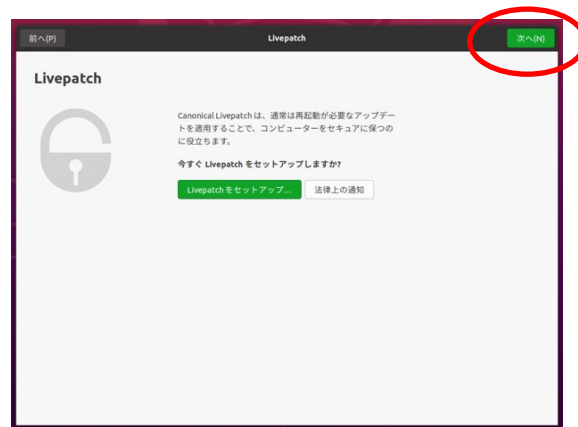 前へ(P)
Livepatch
次へ(N)
Livepatch
Canonical Livepatch は、通常は再起動が必要なアップデー
トを適用することで、コンピューターをセキュアに保つの
に役立ちます。
今すぐ Livepatch をセットアップしますか?
Livepatch をセットアップ...
法律上の通知